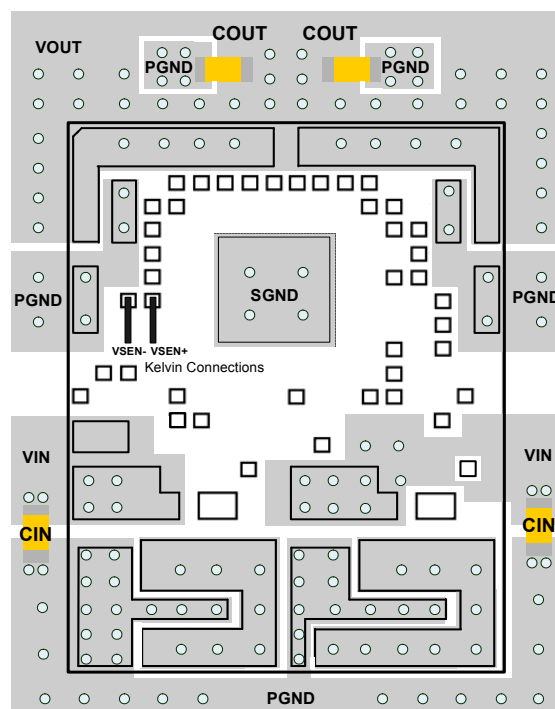 COUT COUT
VOUT
PGND PGND
SGND
PGND PGND
VSEN- VSEN+
Kelvin Connections
VIN VIN
CIN CIN
PGND